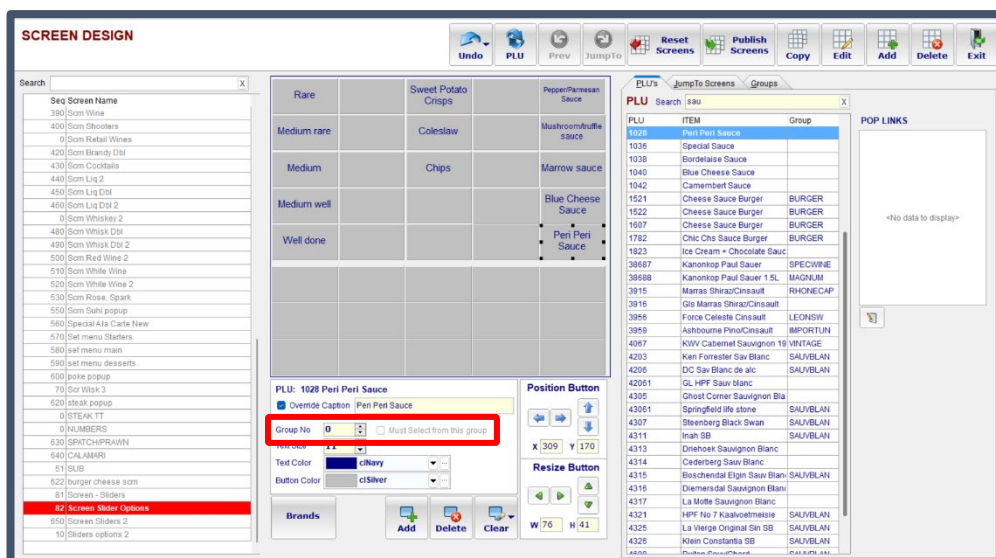 SCREEN DESIGN
Undo
PLU
Prev
JumpTo
Reset Screens
Publish Screens
Copy
Edit
Add
Delete
Exit
Search X
Seq Screen Name
390 Scrn Wine
400 Scrn Shooters
0 Scrn Retail Wines
420 Scrn Brandy Dbl
430 Scrn Cocktails
440 Scrn Liq 2
450 Scrn Liq Dbl
460 Scrn Liq Dbl 2
0 Scrn Whiskey 2
480 Scrn Whisk Dbl
490 Scrn Whisk Dbl 2
500 Scrn Red Wine 2
510 Scrn White Wine
520 Scrn White Wine 2
530 Scrn Rose, Spark
550 Scrn Suhi popup
560 Special Ala Carte New
570 Set menu Starters
580 set menu main
590 set menu desserts
600 poke popup
70 Scr Wisk 3
620 steak popup
0 STEAK TT
0 NUMBERS
630 SPATCH/PRAWN
640 CALAMARI
51 SUB
622 burger cheese scrn
81 Screen - Sliders
82 Screen Slider Options
650 Screen Sliders 2
10 Sliders options 2
Rare
Sweet Potato
Crisps
Pepper/Parmesan
Sauce
Medium rare
Coleslaw
Mushroom/truffle
sauce
Medium
Chips
Marrow sauce
Medium well
Blue Cheese
Sauce
Well done
Peri Peri
Sauce
PLU: 1028 Peri Peri Sauce
Override Caption Peri Peri Sauce
Group No 0 Must Select from this group
Text Size 11
Text Color clNavy
Button Color clSilver
Position Button
X 309 Y 170
Resize Button
W 76 H 41
Brands
Add
Delete
Clear
PLU's JumpTo Screens Groups
PLU Search sau X
PLU ITEM Group
1028 Peri Peri Sauce
1036 Special Sauce
1038 Bordelaise Sauce
1040 Blue Cheese Sauce
1042 Camembert Sauce
1521 Cheese Sauce Burger BURGER
1522 Cheese Sauce Burger BURGER
1607 Cheese Sauce Burger BURGER
1782 Chic Chs Sauce Burger BURGER
1823 Ice Cream + Chocolate Sauc
38687 Kanonkop Paul Sauer SPECWINE
38688 Kanonkop Paul Sauer 1.5L MAGNUM
3915 Marras Shiraz/Cinsault RHONECAP
3916 Gls Marras Shiraz/Cinsault
3956 Force Celeste Cinsault LEONSW
3959 Ashbourne Pino/Cinsault IMPORTUN
4067 KWV Cabernet Sauvignon 19 VINTAGE
4203 Ken Forrester Sav Blanc SAUVBLAN
4206 DC Sav Blanc de alc SAUVBLAN
42061 GL HPF Sauv blanc
4305 Ghost Corner Sauvignon Bla
43061 Springfield life stone SAUVBLAN
4307 Steenberg Black Swan SAUVBLAN
4311 Inah SB SAUVBLAN
4313 Driehoek Sauvignon Blanc
4314 Cederberg Sauv Blanc
4315 Boschendal Elgin Sauv Blan SAUVBLAN
4316 Diemersdal Sauvignon Blan
4317 La Motte Sauvignon Blanc
4321 HPF No 7 Kaalvoetmeisie SAUVBLAN
4325 La Vierge Original Sin SB SAUVBLAN
4326 Klein Constantia SB SAUVBLAN
POP LINKS
<No data to display>